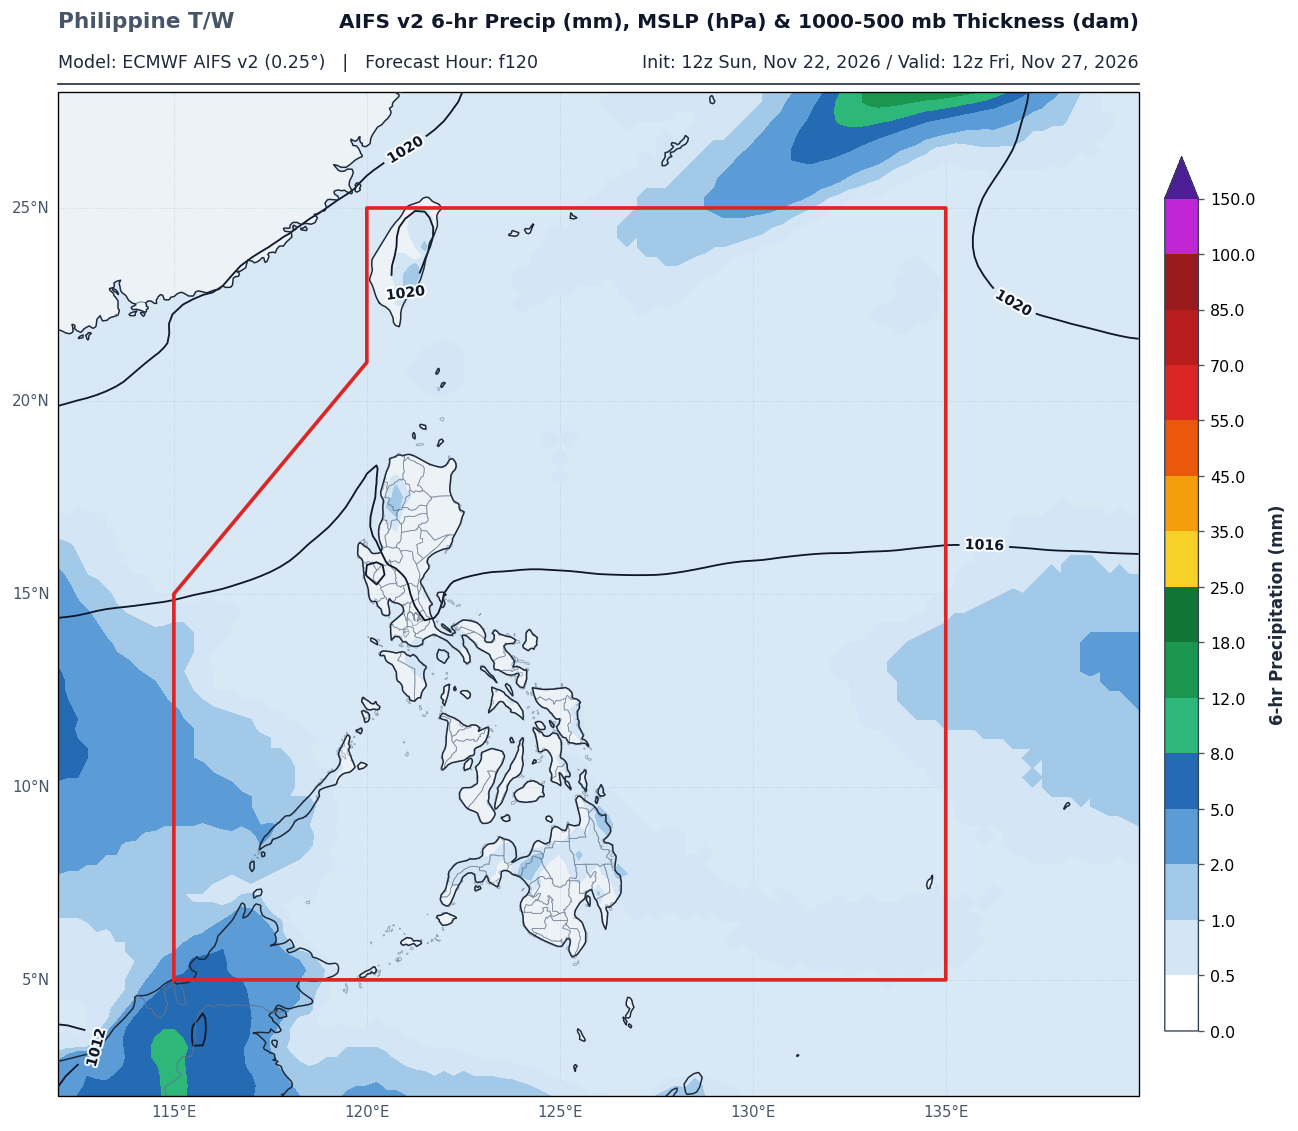 Philippine T/W
AIFS v2 6-hr Precip (mm), MSLP (hPa) & 1000-500 mb Thickness (dam)
Model: ECMWF AIFS v2 (0.25°)   |   Forecast Hour: f120
Init: 12z Sun, Nov 22, 2026 / Valid: 12z Fri, Nov 27, 2026
1020
1020
1020
1016
1012
25°N
20°N
15°N
10°N
5°N
115°E
120°E
125°E
130°E
135°E
150.0
100.0
85.0
70.0
55.0
45.0
35.0
25.0
18.0
12.0
8.0
5.0
2.0
1.0
0.5
0.0
6-hr Precipitation (mm)